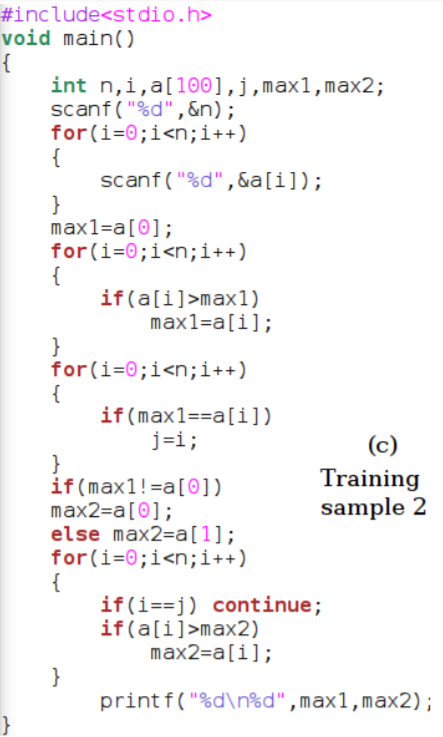 #include<stdio.h>
void main()
{
    int n,i,a[100],j,max1,max2;
    scanf("%d",&n);
    for(i=0;i<n;i++)
    {
        scanf("%d",&a[i]);
    }
    max1=a[0];
    for(i=0;i<n;i++)
    {
        if(a[i]>max1)
            max1=a[i];
    }
    for(i=0;i<n;i++)
    {
        if(max1==a[i])
            j=i;
    }
    if(max1!=a[0])
    max2=a[0];
    else max2=a[1];
    for(i=0;i<n;i++)
    {
        if(i==j) continue;
        if(a[i]>max2)
            max2=a[i];
    }
        printf("%d\n%d",max1,max2);
}
(c)
Training
sample 2